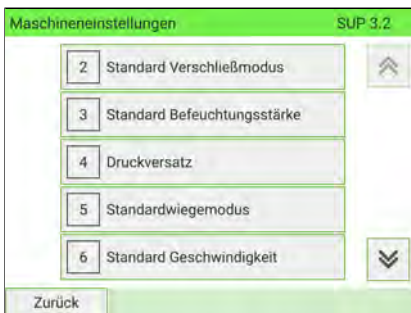 Maschineneinstellungen SUP 3.2
2 Standard Verschließmodus
3 Standard Befeuchtungsstärke
4 Druckversatz
5 Standardwiegemodus
6 Standard Geschwindigkeit
Zurück